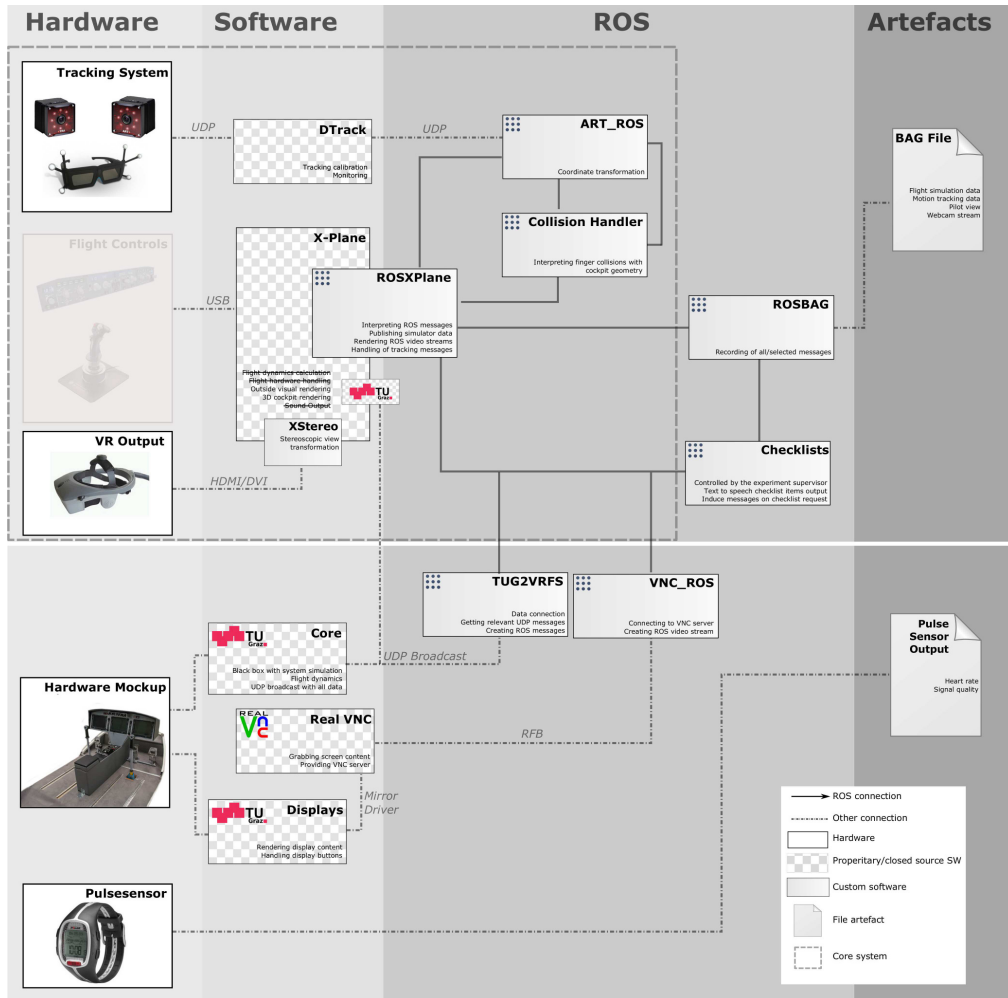 Hardware
Software
ROS
Artefacts
Tracking System
UDP
DTrack
Tracking calibration
Monitoring
UDP
ART_ROS
Coordinate transformation
BAG File
Flight simulation data
Motion tracking data
Pilot view
Webcam stream
Flight Controls
USB
X-Plane
Collision Handler
Interpreting finger collisions with
cockpit geometry
ROSXPlane
Interpreting ROS messages
Publishing simulator data
Rendering ROS video streams
Handling of tracking messages
ROSBAG
Recording of all/selected messages
Flight dynamics calculation
Flight hardware handling
Outside visual rendering
3D cockpit rendering
Sound Output
TU
Graz
XStereo
Stereoscopic view
transformation
VR Output
HDMI/DVI
Checklists
Controlled by the experiment supervisor
Text to speech checklist items output
Induce messages on checklist request
TUG2VRFS
Data connection
Getting relevant UDP messages
Creating ROS messages
VNC_ROS
Connecting to VNC server
Creating ROS video stream
Pulse
Sensor
Output
Heart rate
Signal quality
TU
Graz
Core
Black box with system simulation
Flight dynamics
UDP broadcast with all data
UDP Broadcast
Hardware Mockup
REAL
Vnc
Real VNC
Grabbing screen content
Providing VNC server
RFB
Mirror
Driver
TU
Graz
Displays
Rendering display content
Handling display buttons
Pulsesensor
ROS connection
Other connection
Hardware
Properitary/closed source SW
Custom software
File artefact
Core system